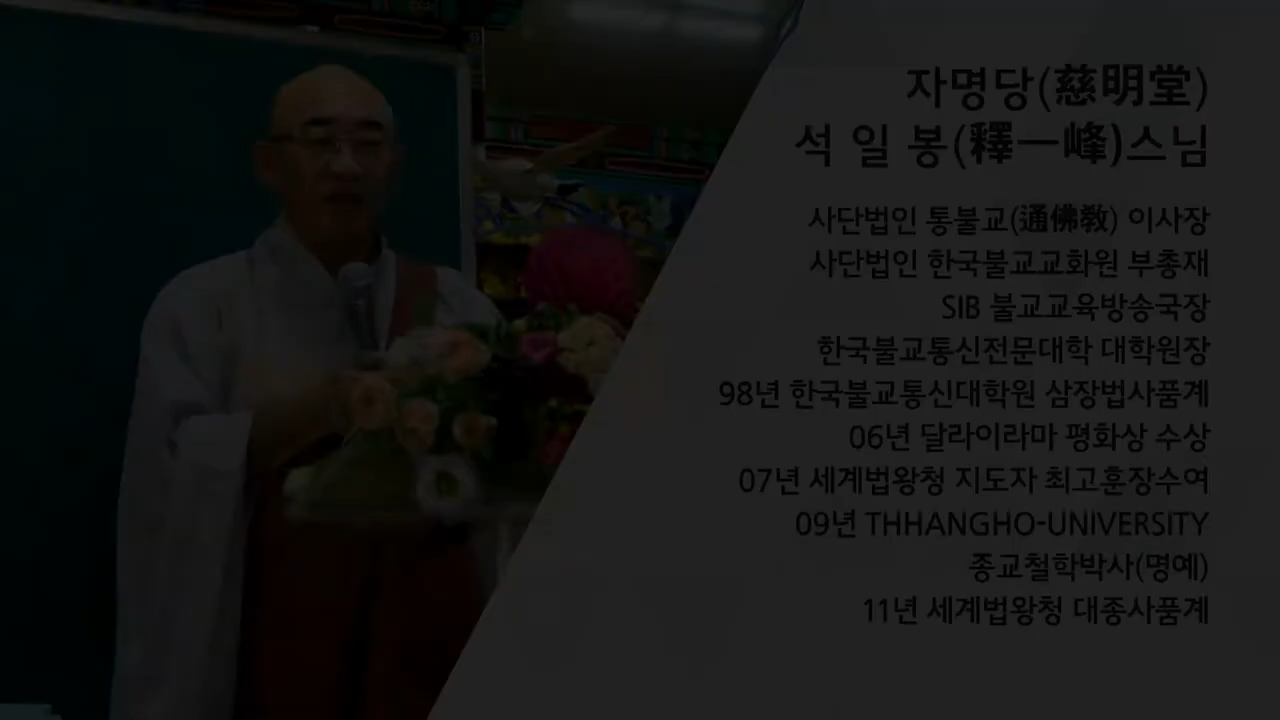 자명당(慈明堂)
석 일 봉(釋一峰)스님
사단법인 통불교(通佛敎) 이사장
사단법인 한국불교교화원 부총재
SIB 불교교육방송국장
한국불교통신전문대학 대학원장
98년 한국불교통신대학원 삼장법사품계
06년 달라이라마 평화상 수상
07년 세계법왕청 지도자 최고훈장수여
09년 THHANGHO-UNIVERSITY
종교철학박사(명예)
11년 세계법왕청 대종사품계